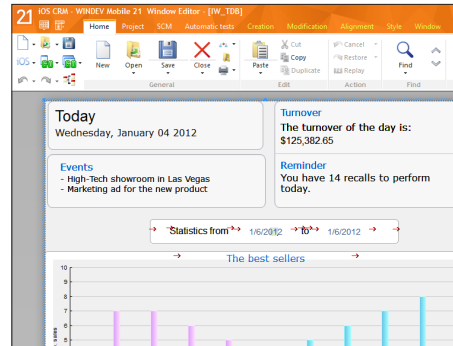 21 iOS CRM - WINDEV Mobile 21 Window Editor - [IW_TDB]
Home Project SCM Automatic tests Creation Modification Alignment Style Window
iOS
New Open Save Close Paste Cut Copy Duplicate Cancel Restore Replay Find
General Edit Action Find
Today
Wednesday, January 04 2012
Turnover
The turnover of the day is:
$125,382.65
Events
- High-Tech showroom in Las Vegas
- Marketing ad for the new product
Reminder
You have 14 recalls to perform
today.
Statistics from 1/6/2012 to 1/6/2012
The best sellers
10
9
8
7
6
5
sales